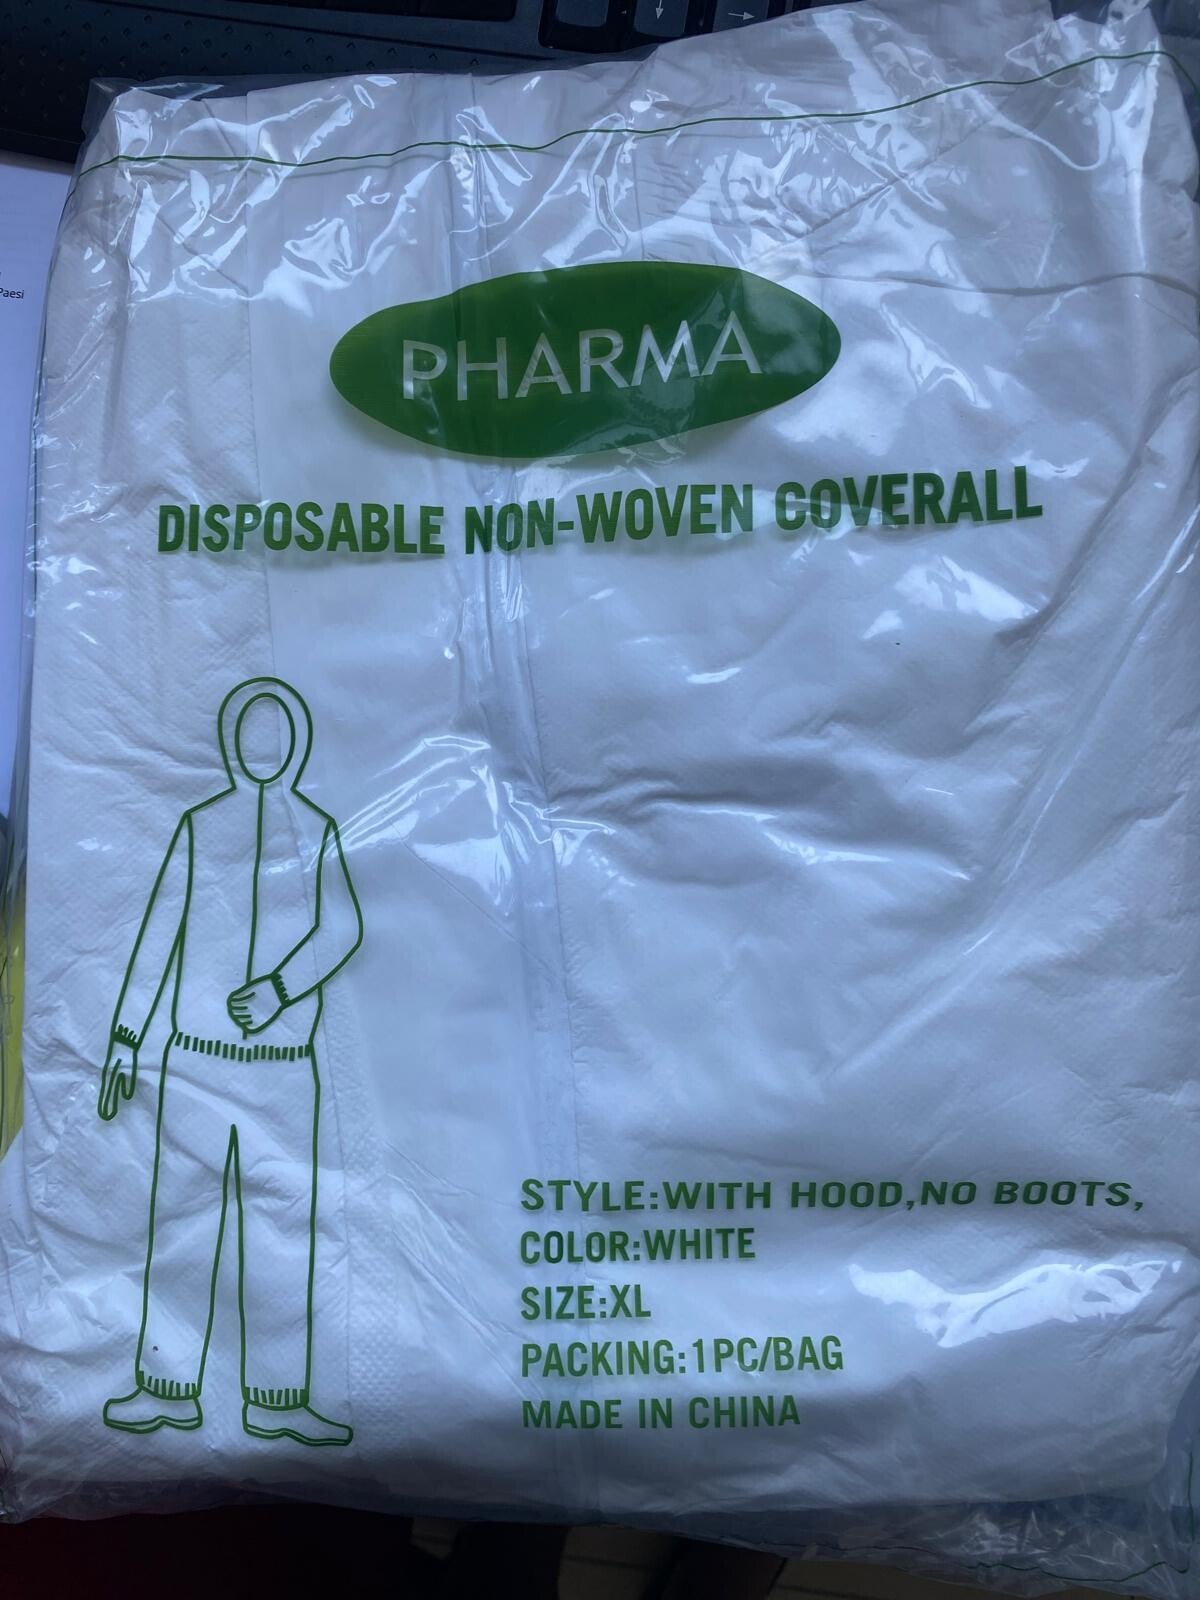 Paesi
PHARMA
DISPOSABLE NON-WOVEN COVERALL
STYLE:WITH HOOD,NO BOOTS,
COLOR:WHITE
SIZE:XL
PACKING:1PC/BAG
MADE IN CHINA